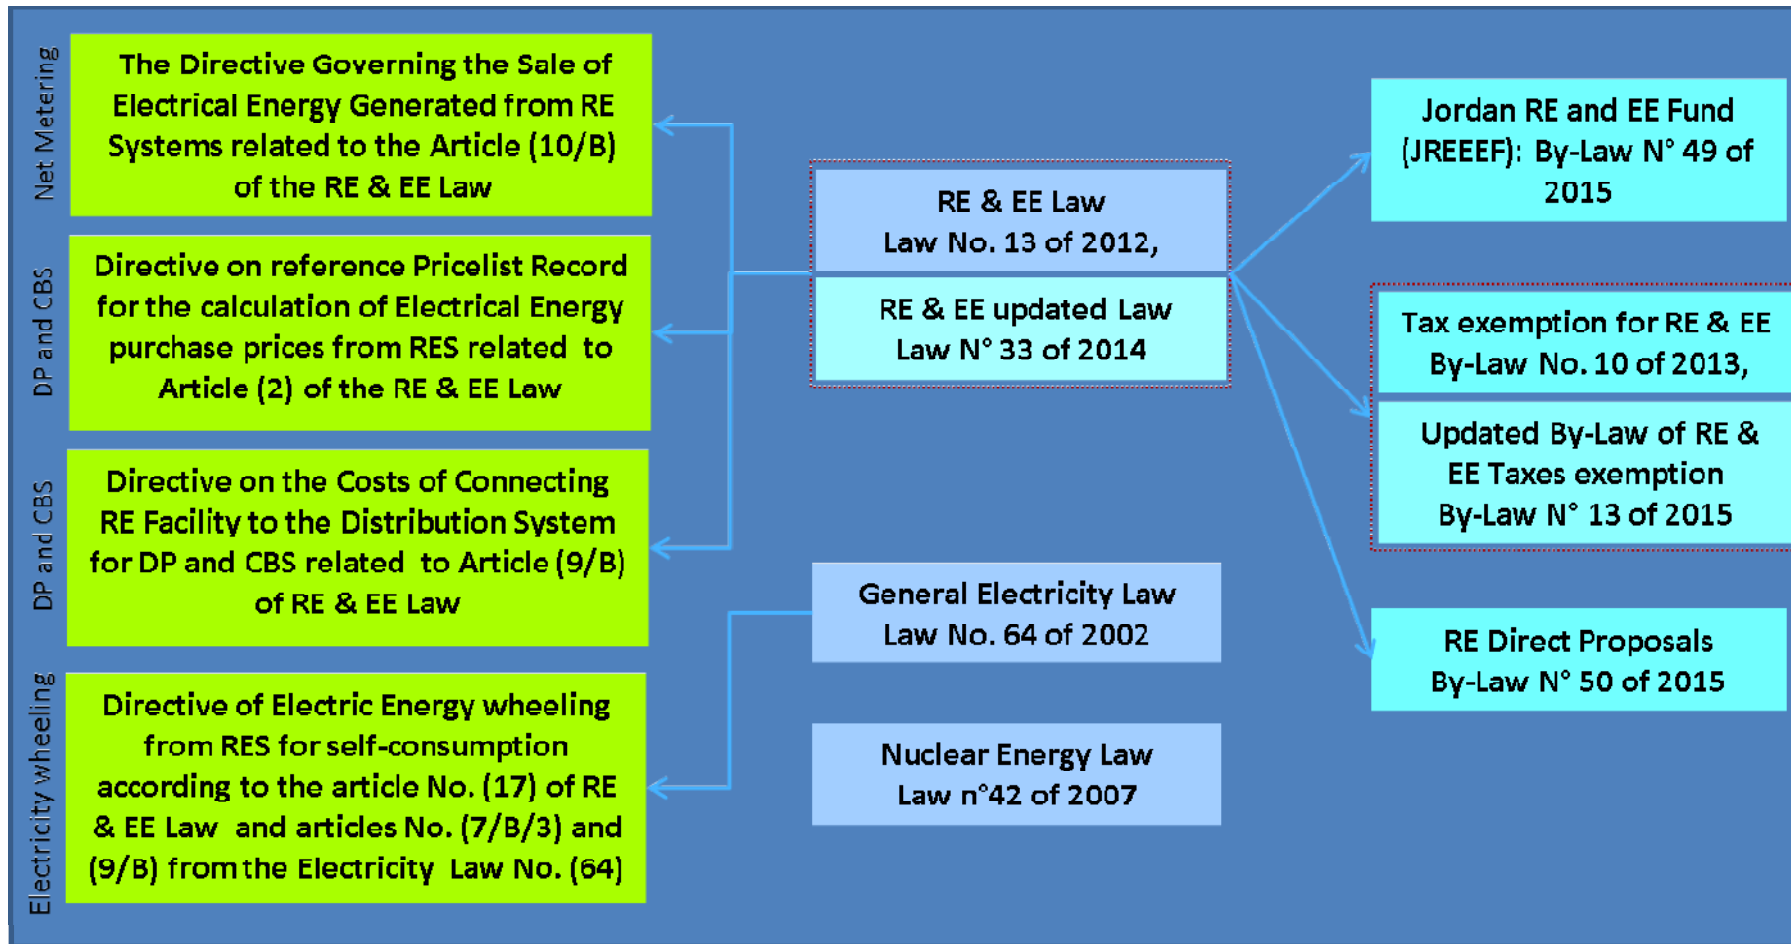 Net Metering
The Directive Governing the Sale of
Electrical Energy Generated from RE
Systems related to the Article (10/B)
of the RE & EE Law
DP and CBS
Directive on reference Pricelist Record
for the calculation of Electrical Energy
purchase prices from RES related to
Article (2) of the RE & EE Law
DP and CBS
Directive on the Costs of Connecting
RE Facility to the Distribution System
for DP and CBS related to Article (9/B)
of RE & EE Law
Electricity wheeling
Directive of Electric Energy wheeling
from RES for self-consumption
according to the article No. (17) of RE
& EE Law and articles No. (7/B/3) and
(9/B) from the Electricity Law No. (64)
RE & EE Law
Law No. 13 of 2012,
RE & EE updated Law
Law N° 33 of 2014
General Electricity Law
Law No. 64 of 2002
Nuclear Energy Law
Law n°42 of 2007
Jordan RE and EE Fund
(JREEEF): By-Law N° 49 of
2015
Tax exemption for RE & EE
By-Law No. 10 of 2013,
Updated By-Law of RE &
EE Taxes exemption
By-Law N° 13 of 2015
RE Direct Proposals
By-Law N° 50 of 2015